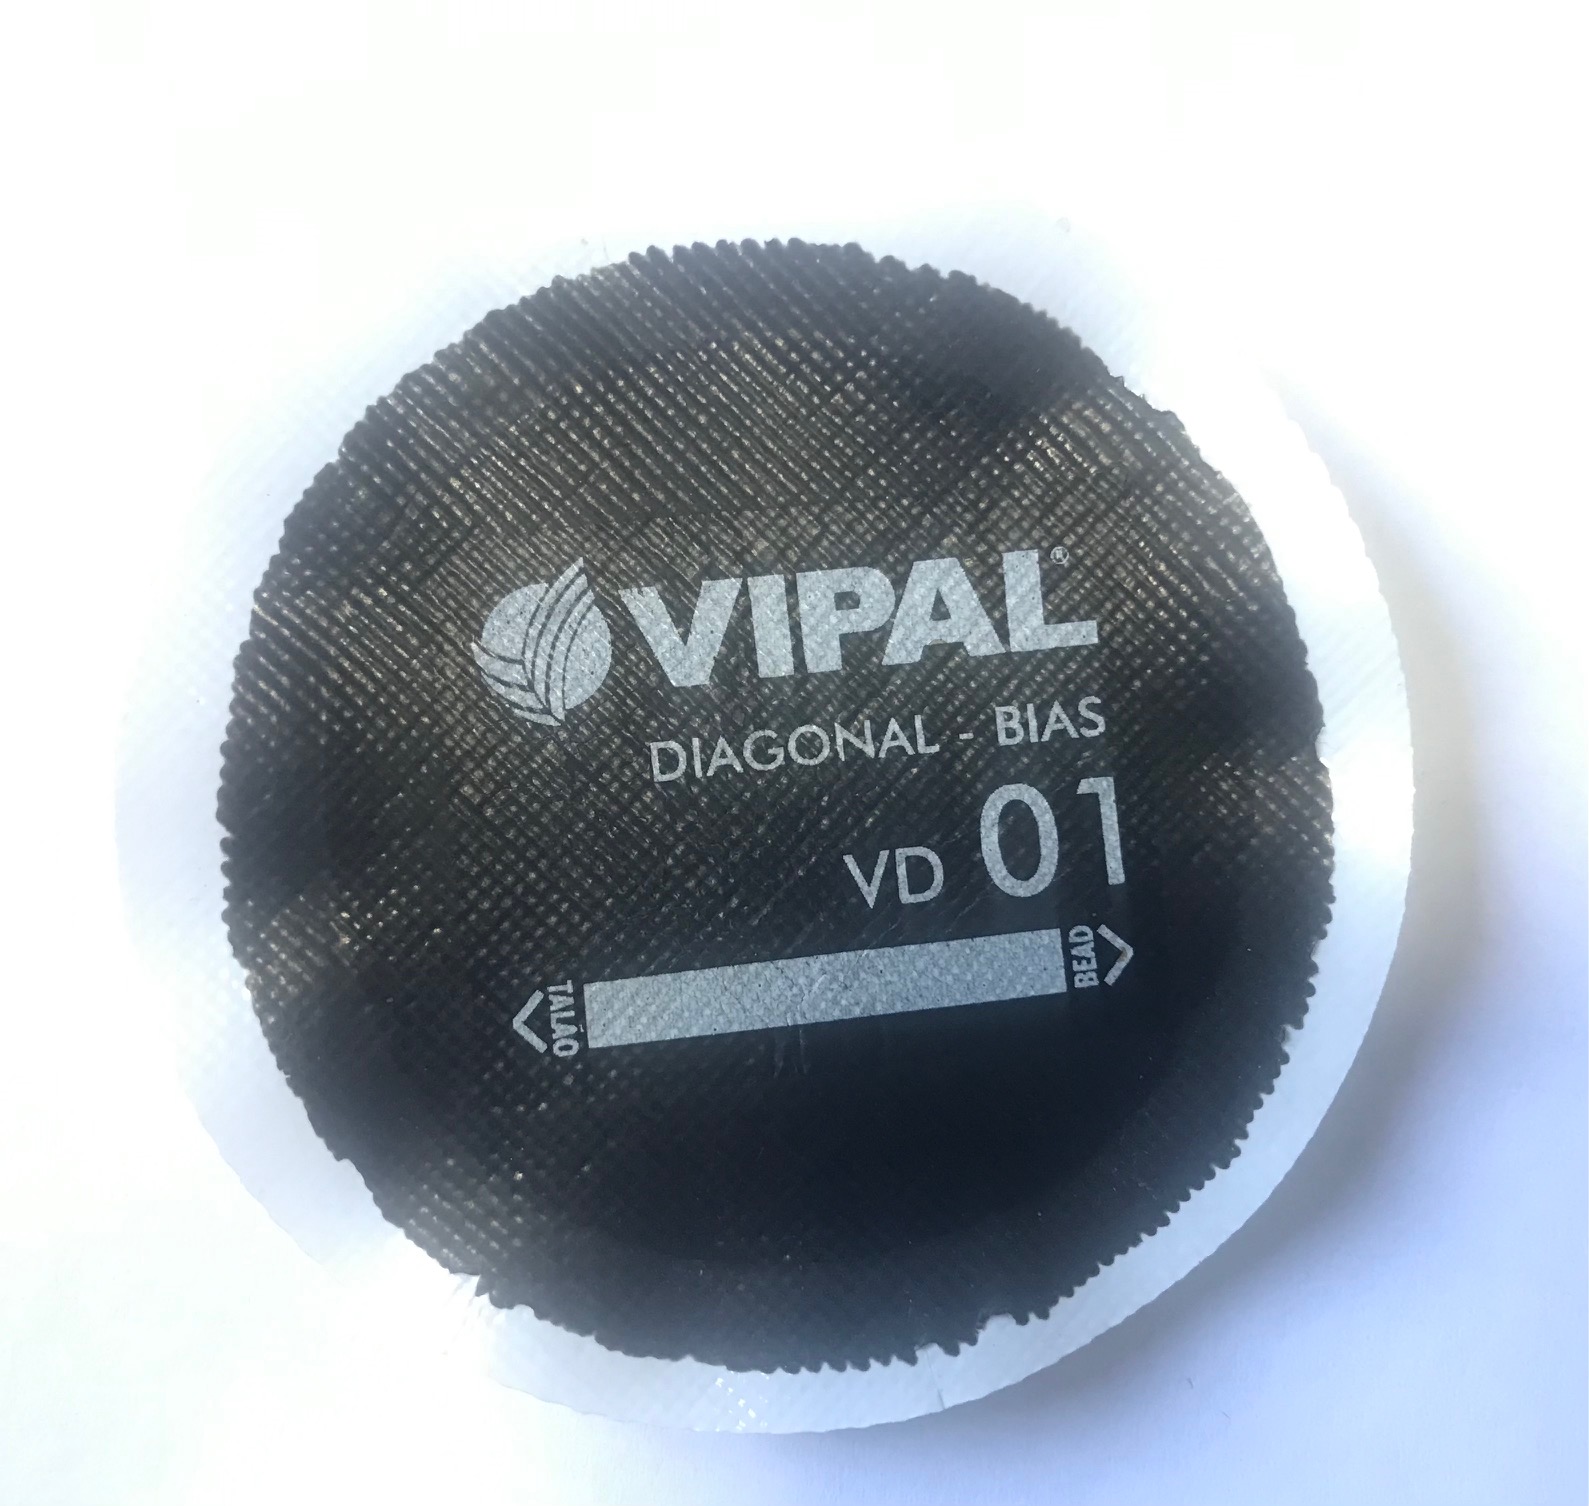 VIPAL®
DIAGONAL - BIAS
VD 01
TALÃO BEAD